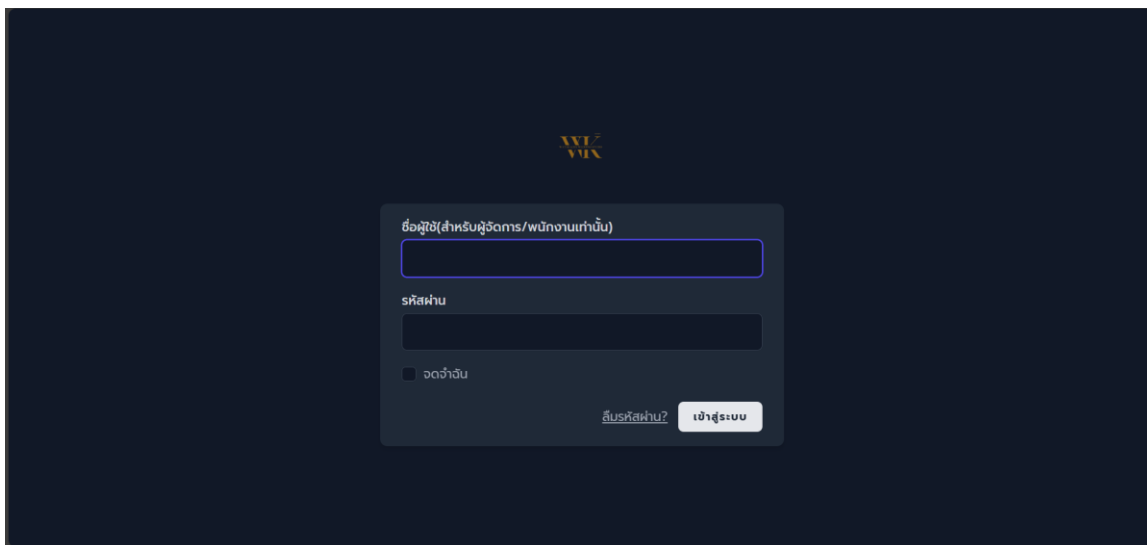 WK
ชื่อผู้ใช้(สำหรับผู้จัดการ/พนักงานเท่านั้น)
รหัสผ่าน
จดจำฉัน
ลืมรหัสผ่าน? เข้าสู่ระบบ